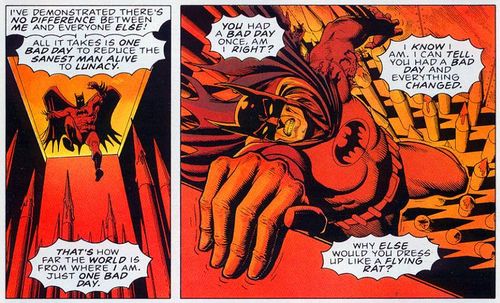 I'VE DEMONSTRATED THERE'S
NO DIFFERENCE BETWEEN
ME AND EVERYONE ELSE!
ALL IT TAKES IS ONE
BAD DAY TO REDUCE THE
SANEST MAN ALIVE
TO LUNACY.
THAT'S HOW
FAR THE WORLD IS
FROM WHERE I AM.
JUST ONE BAD
DAY.
YOU HAD
A BAD DAY
ONCE, AM I
RIGHT?
I KNOW I
AM. I CAN TELL.
YOU HAD A BAD
DAY AND
EVERYTHING
CHANGED.
WHY ELSE
WOULD YOU DRESS
UP LIKE A FLYING
RAT?